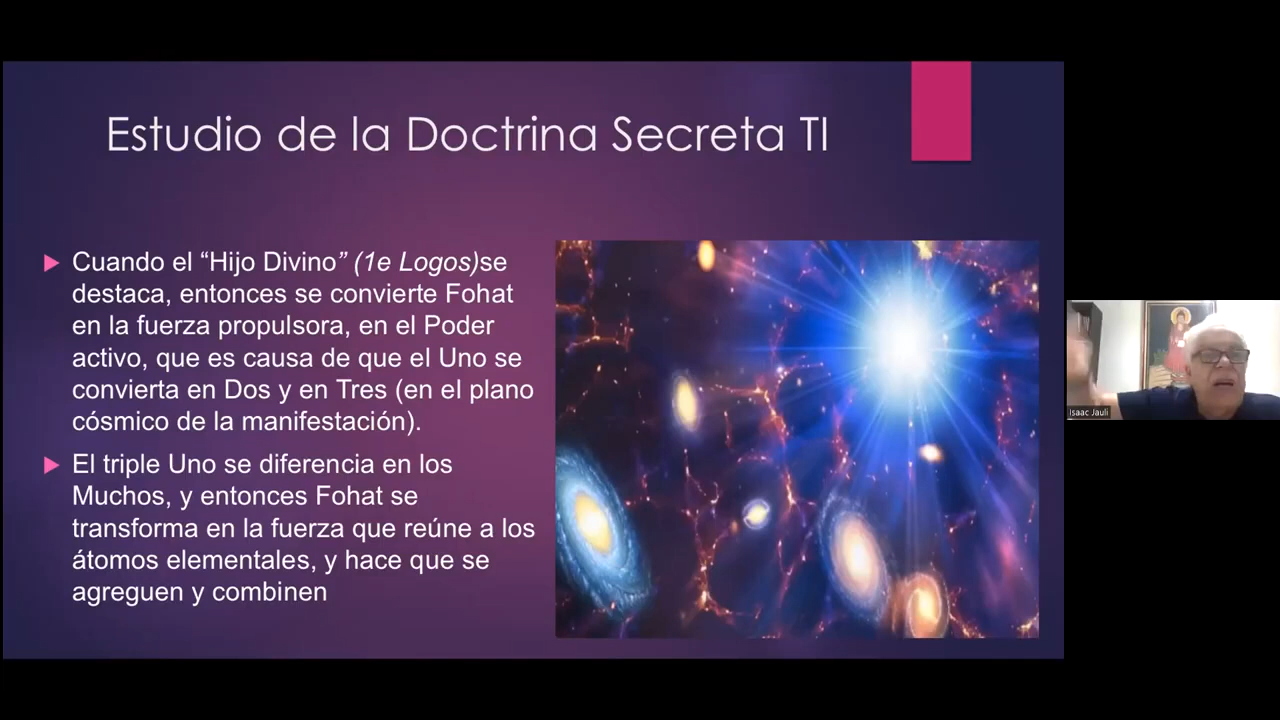 Estudio de la Doctrina Secreta TI
Cuando el “Hijo Divino” (1e Logos)se
destaca, entonces se convierte Fohat
en la fuerza propulsora, en el Poder
activo, que es causa de que el Uno se
convierta en Dos y en Tres (en el plano
cósmico de la manifestación).
El triple Uno se diferencia en los
Muchos, y entonces Fohat se
transforma en la fuerza que reúne a los
átomos elementales, y hace que se
agreguen y combinen
Isaac Jauli